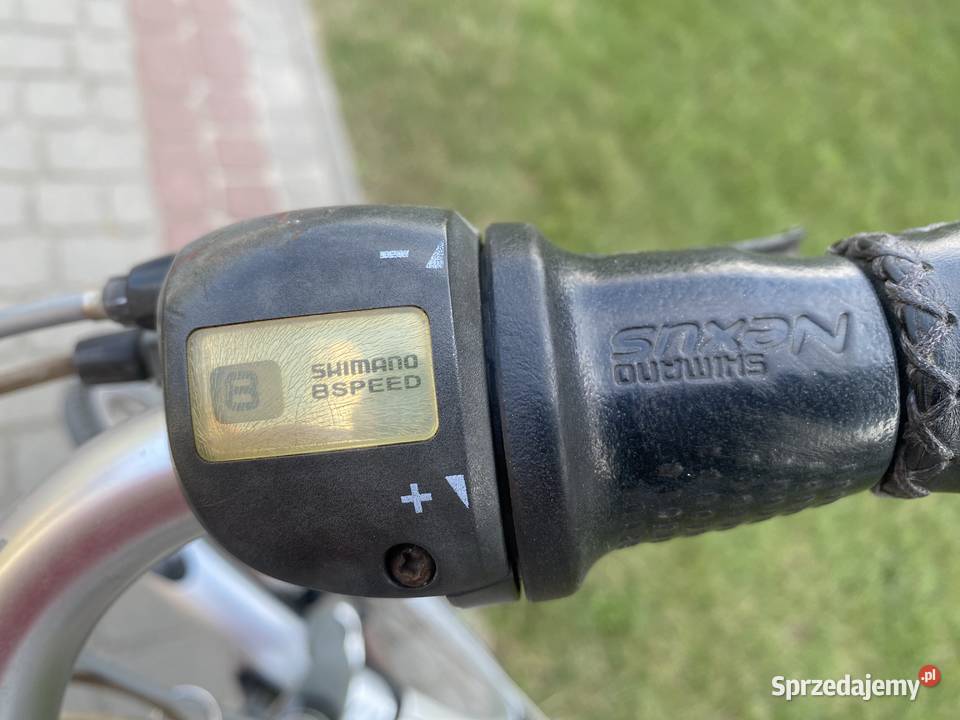 -
8
SHIMANO
8SPEED
+
SHIMANO
NEXUS
Sprzedajemy.pl